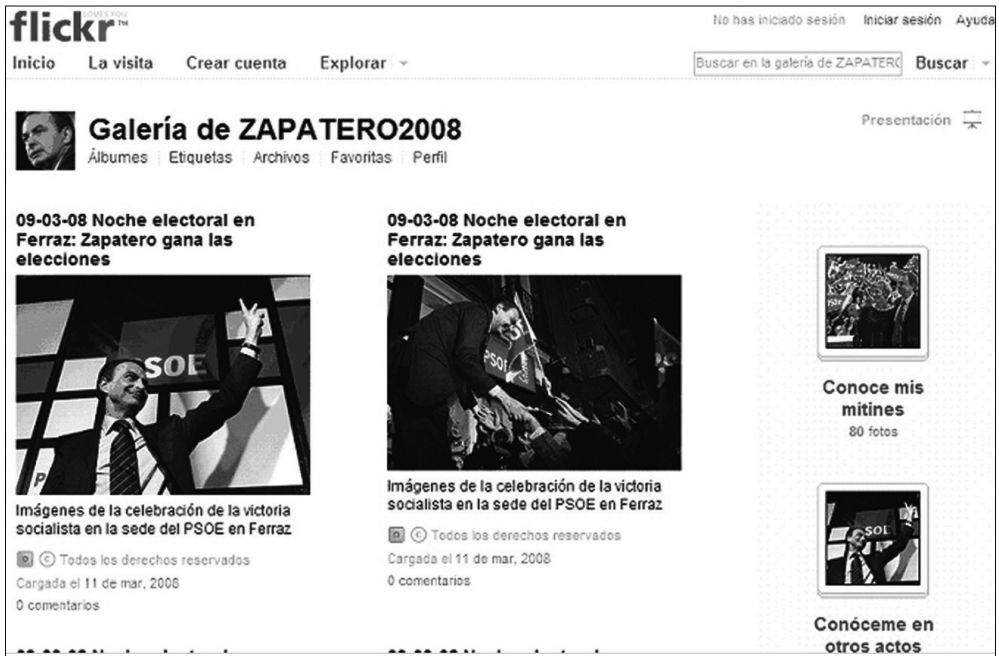 flickr LOVES YOU ™
No has iniciado sesión Iniciar sesión Ayuda
Inicio La visita Crear cuenta Explorar
Buscar en la galería de ZAPATERO Buscar
Galería de ZAPATERO2008
Álbumes Etiquetas Archivos Favoritas Perfil
Presentación
09-03-08 Noche electoral en
Ferraz: Zapatero gana las
elecciones
PSOE
Imágenes de la celebración de la victoria
socialista en la sede del PSOE en Ferraz
© Todos los derechos reservados
Cargada el 11 de mar, 2008
0 comentarios
09-03-08 Noche electoral en
Ferraz: Zapatero gana las
elecciones
PSOE
Imágenes de la celebración de la victoria
socialista en la sede del PSOE en Ferraz
© Todos los derechos reservados
Cargada el 11 de mar, 2008
0 comentarios
Conoce mis
mitines
80 fotos
SOE
Conóceme en
otros actos